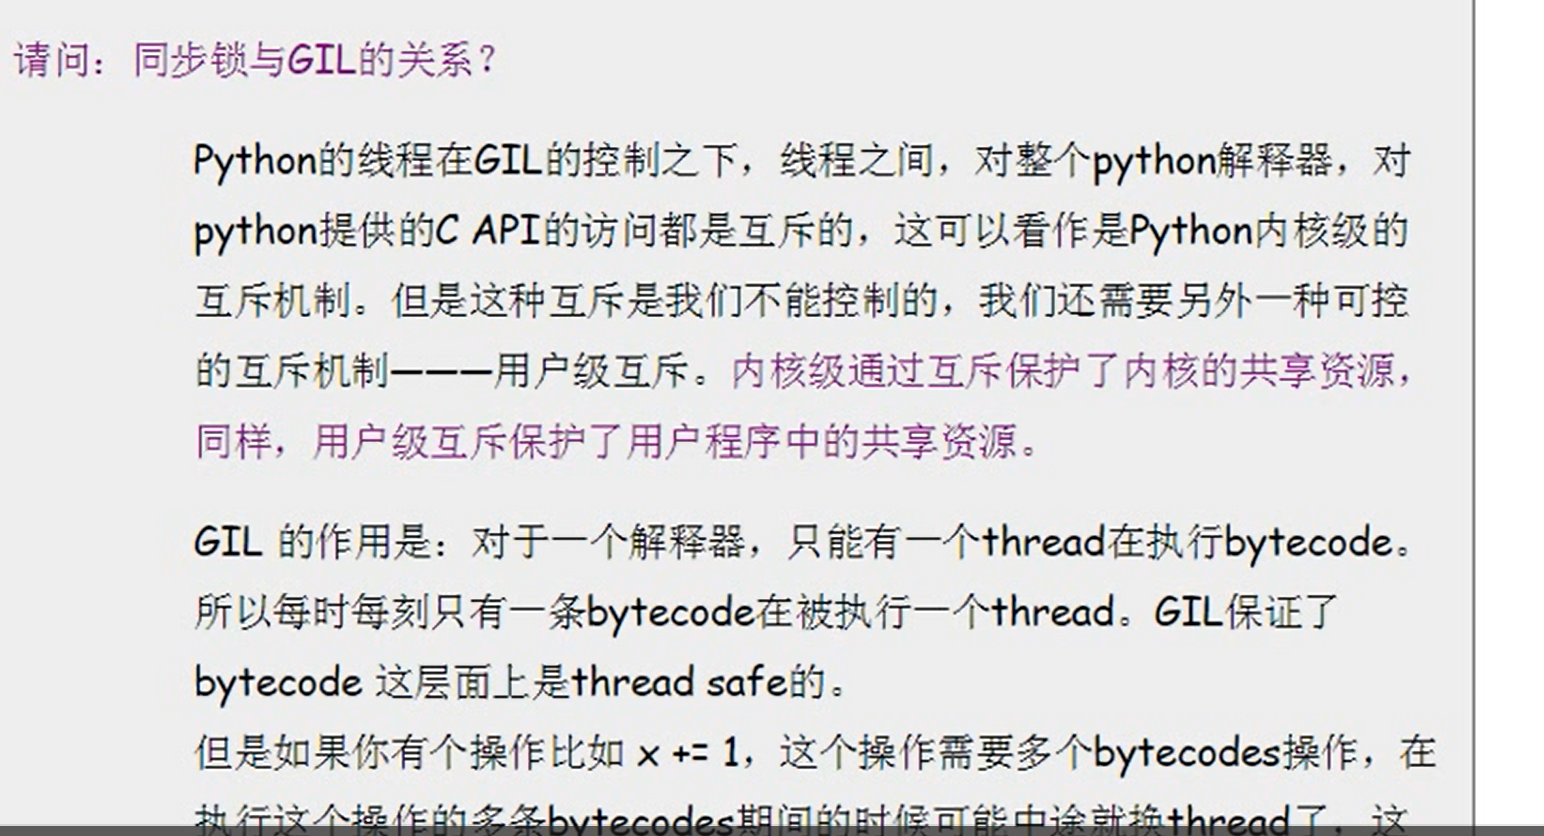 请问：同步锁与GIL的关系？
Python的线程在GIL的控制之下，线程之间，对整个python解释器，对
python提供的C API的访问都是互斥的，这可以看作是Python内核级的
互斥机制。但是这种互斥是我们不能控制的，我们还需要另外一种可控
的互斥机制———用户级互斥。内核级通过互斥保护了内核的共享资源，
同样，用户级互斥保护了用户程序中的共享资源。
GIL 的作用是：对于一个解释器，只能有一个thread在执行bytecode。
所以每时每刻只有一条bytecode在被执行一个thread。GIL保证了
bytecode 这层面上是thread safe的。
但是如果你有个操作比如 x += 1，这个操作需要多个bytecodes操作，在
执行这个操作的多条bytecodes期间的时候可能中途就换thread了，这